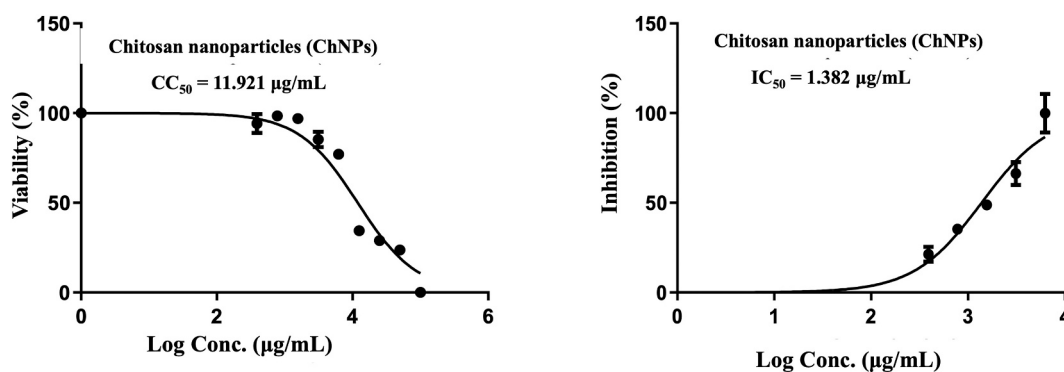 150
100
50
0
Viability (%)
Chitosan nanoparticles (ChNPs)
CC₅₀ = 11.921 µg/mL
0 2 4 6
Log Conc. (µg/mL)
150
100
50
0
Inhibition (%)
Chitosan nanoparticles (ChNPs)
IC₅₀ = 1.382 µg/mL
0 1 2 3 4
Log Conc. (µg/mL)